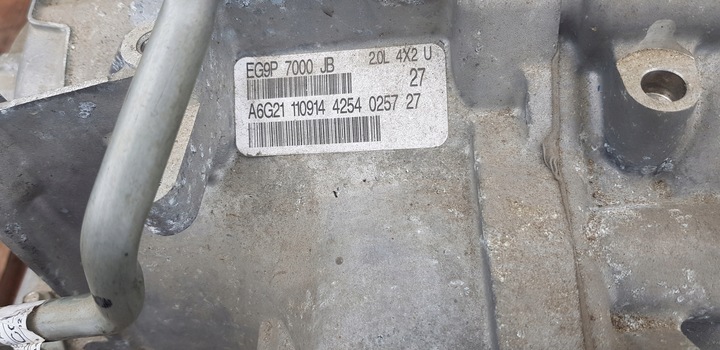 EG9P 7000 JB 2.0L 4X2 U
27
A6G21 110914 4254 0257 27